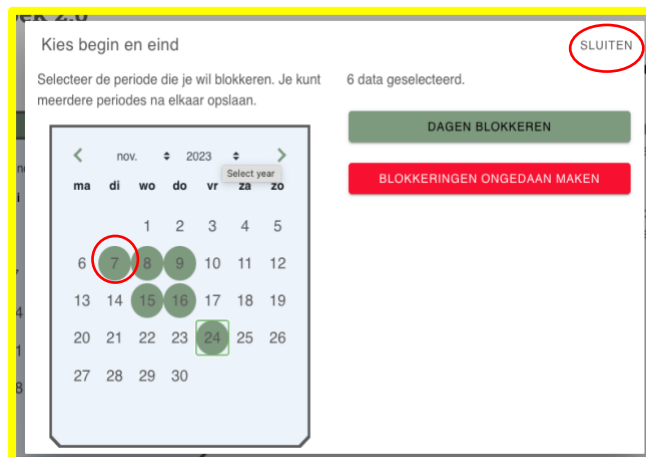 Kies begin en eind
SLUITEN
Selecteer de periode die je wil blokkeren. Je kunt
meerdere periodes na elkaar opslaan.
6 data geselecteerd.
DAGEN BLOKKEREN
BLOKKERINGEN ONGEDAAN MAKEN
nov. 2023
Select year
ma di wo do vr za zo
1 2 3 4 5
6 7 8 9 10 11 12
13 14 15 16 17 18 19
20 21 22 23 24 25 26
27 28 29 30